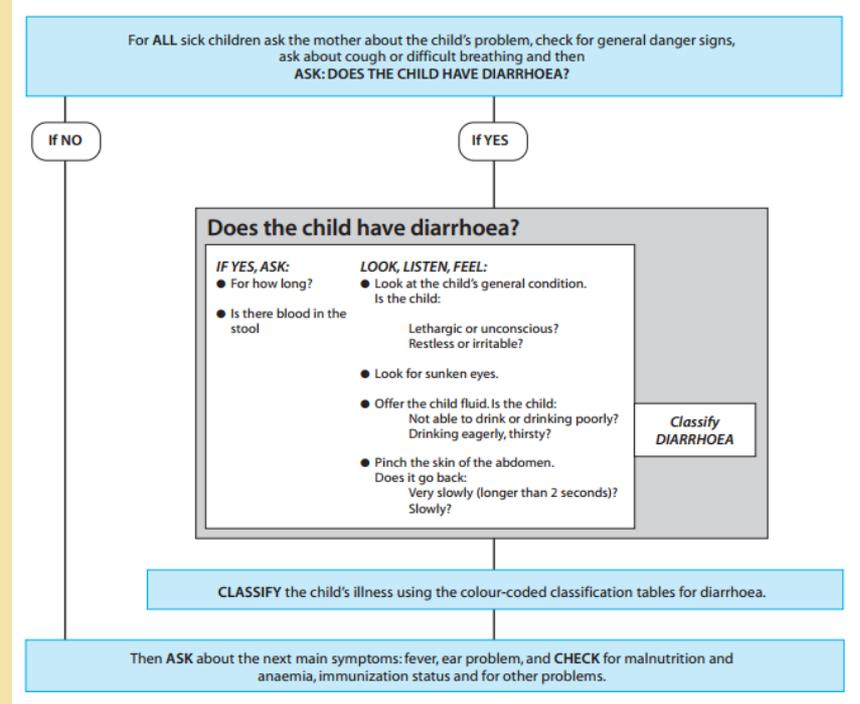 For ALL sick children ask the mother about the child's problem, check for general danger signs,
ask about cough or difficult breathing and then
ASK: DOES THE CHILD HAVE DIARRHOEA?
If NO
If YES
Does the child have diarrhoea?
IF YES, ASK:
● For how long?
● Is there blood in the
stool
LOOK, LISTEN, FEEL:
● Look at the child's general condition.
Is the child:
Lethargic or unconscious?
Restless or irritable?
● Look for sunken eyes.
● Offer the child fluid. Is the child:
Not able to drink or drinking poorly?
Drinking eagerly, thirsty?
● Pinch the skin of the abdomen.
Does it go back:
Very slowly (longer than 2 seconds)?
Slowly?
Classify
DIARRHOEA
CLASSIFY the child's illness using the colour-coded classification tables for diarrhoea.
Then ASK about the next main symptoms: fever, ear problem, and CHECK for malnutrition and
anaemia, immunization status and for other problems.